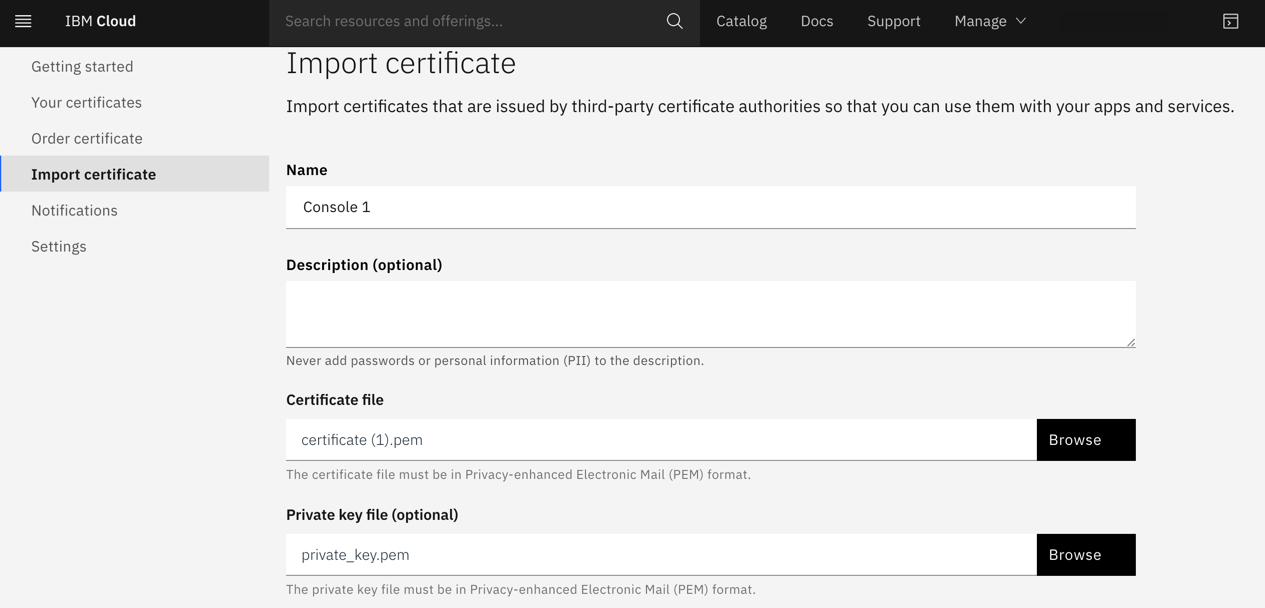 IBM Cloud
Search resources and offerings...
Catalog
Docs
Support
Manage
Getting started
Your certificates
Order certificate
Import certificate
Notifications
Settings
Import certificate
Import certificates that are issued by third-party certificate authorities so that you can use them with your apps and services.
Name
Console 1
Description (optional)
Never add passwords or personal information (PII) to the description.
Certificate file
certificate (1).pem
Browse
The certificate file must be in Privacy-enhanced Electronic Mail (PEM) format.
Private key file (optional)
private_key.pem
Browse
The private key file must be in Privacy-enhanced Electronic Mail (PEM) format.